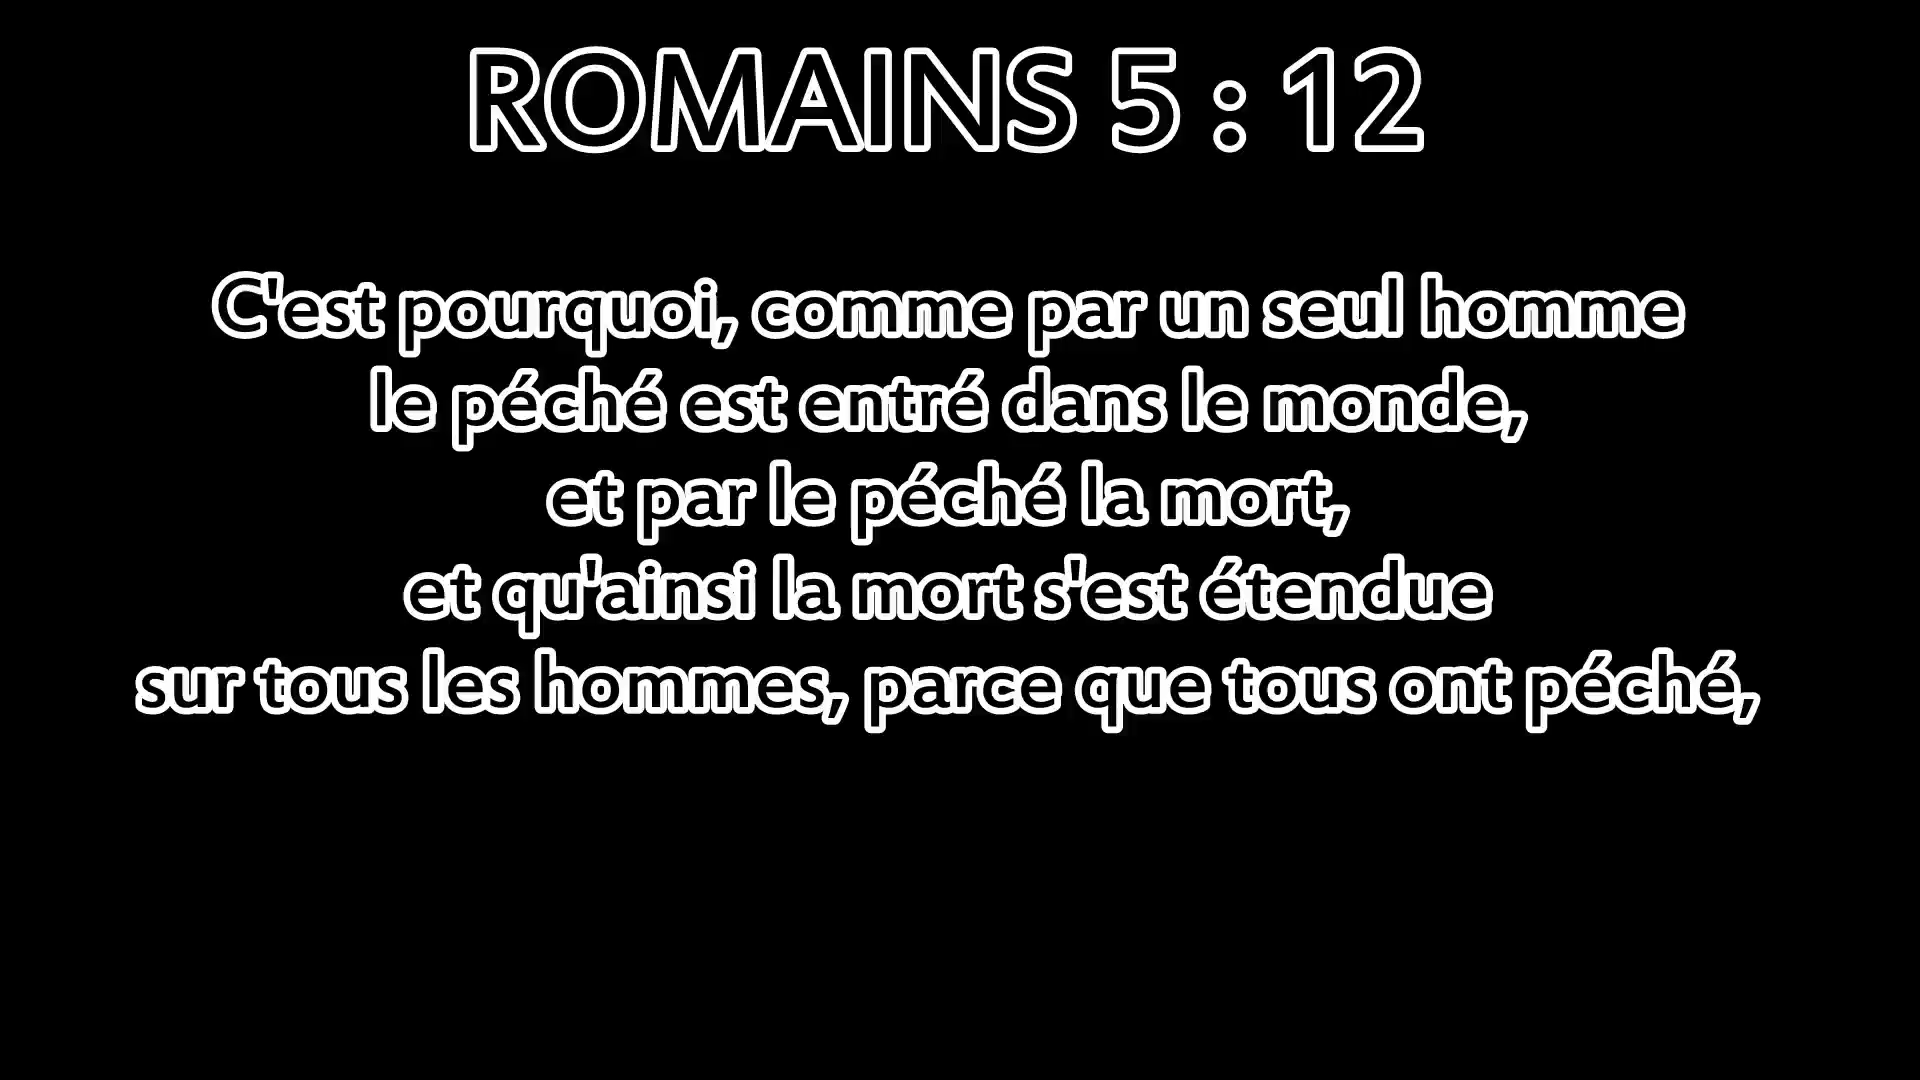 ROMAINS 5 : 12
C'est pourquoi, comme par un seul homme
le péché est entré dans le monde,
et par le péché la mort,
et qu'ainsi la mort s'est étendue
sur tous les hommes, parce que tous ont péché,